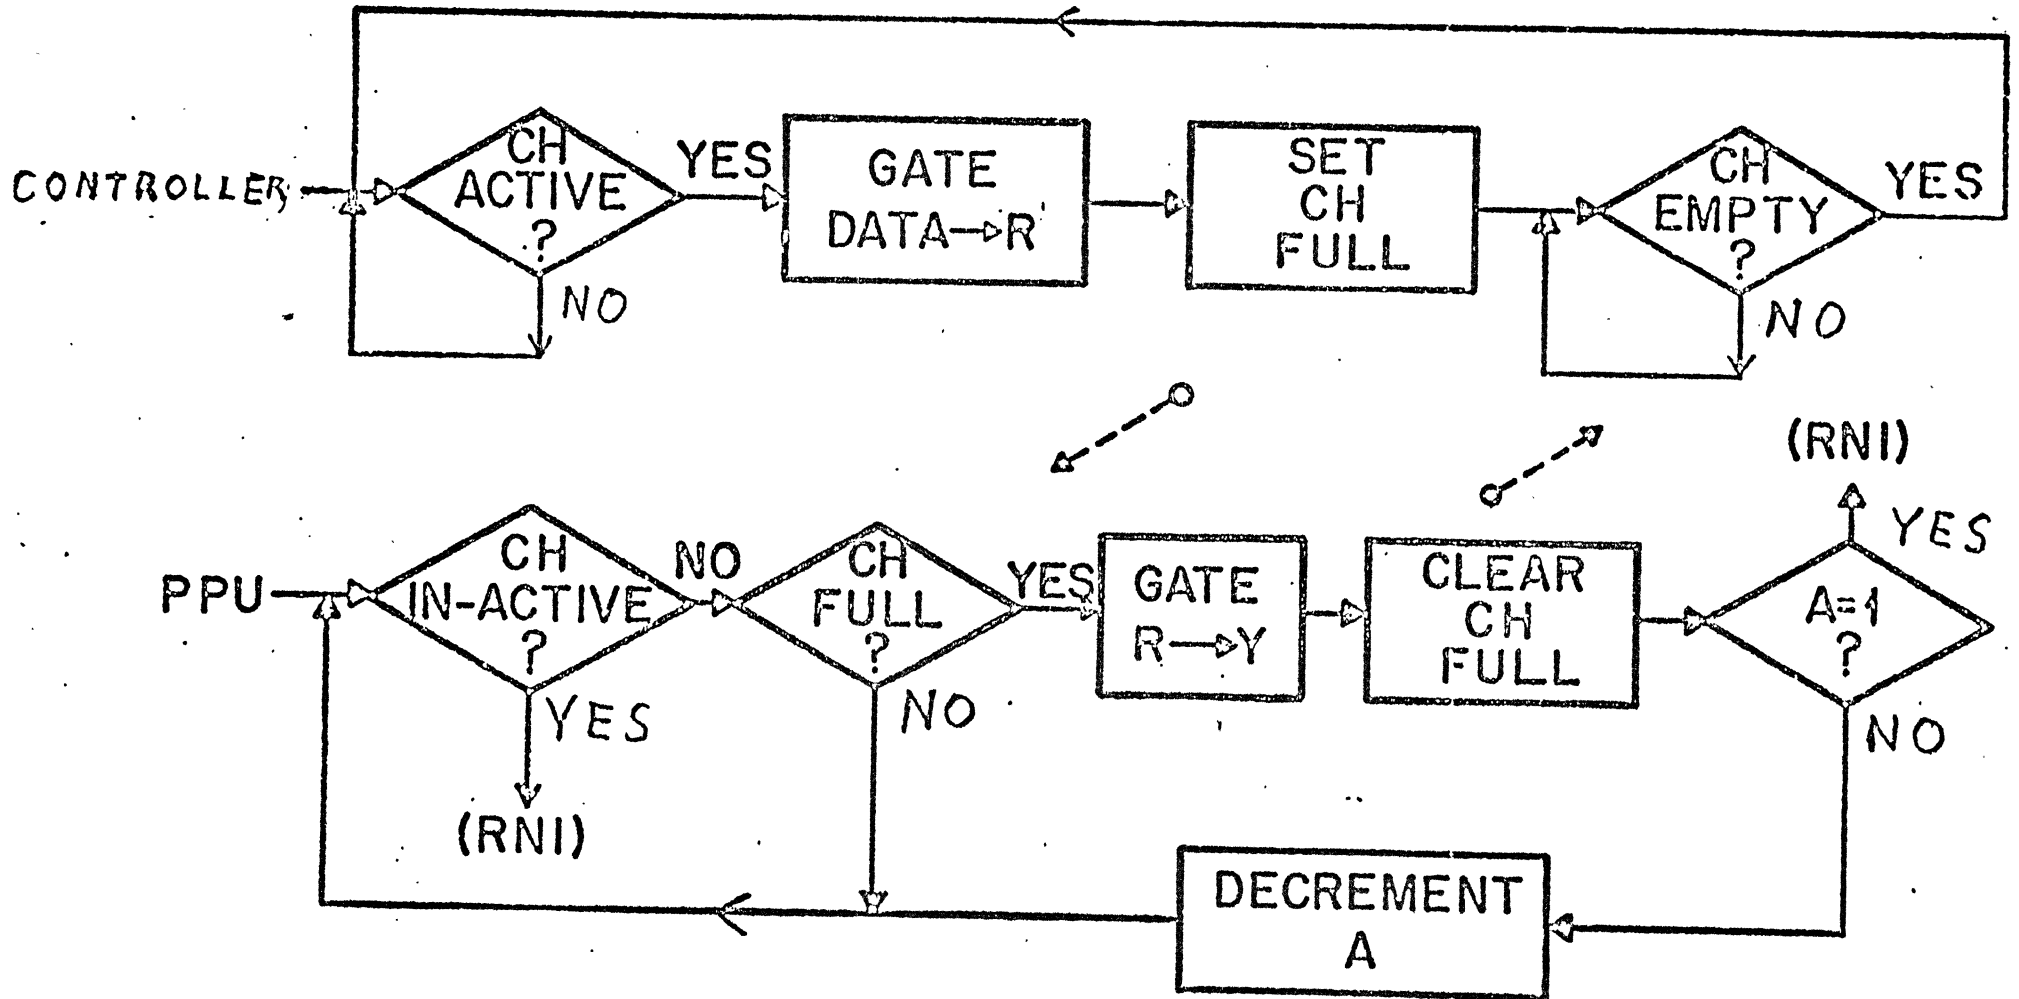 CONTROLLER
CH
ACTIVE
?
YES
NO
GATE
DATA→R
SET
CH
FULL
CH
EMPTY
?
YES
NO
PPU
CH
IN-ACTIVE
?
NO
YES
(RNI)
CH
FULL
?
YES
NO
GATE
R→Y
CLEAR
CH
FULL
A=1
?
YES
(RNI)
NO
DECREMENT
A